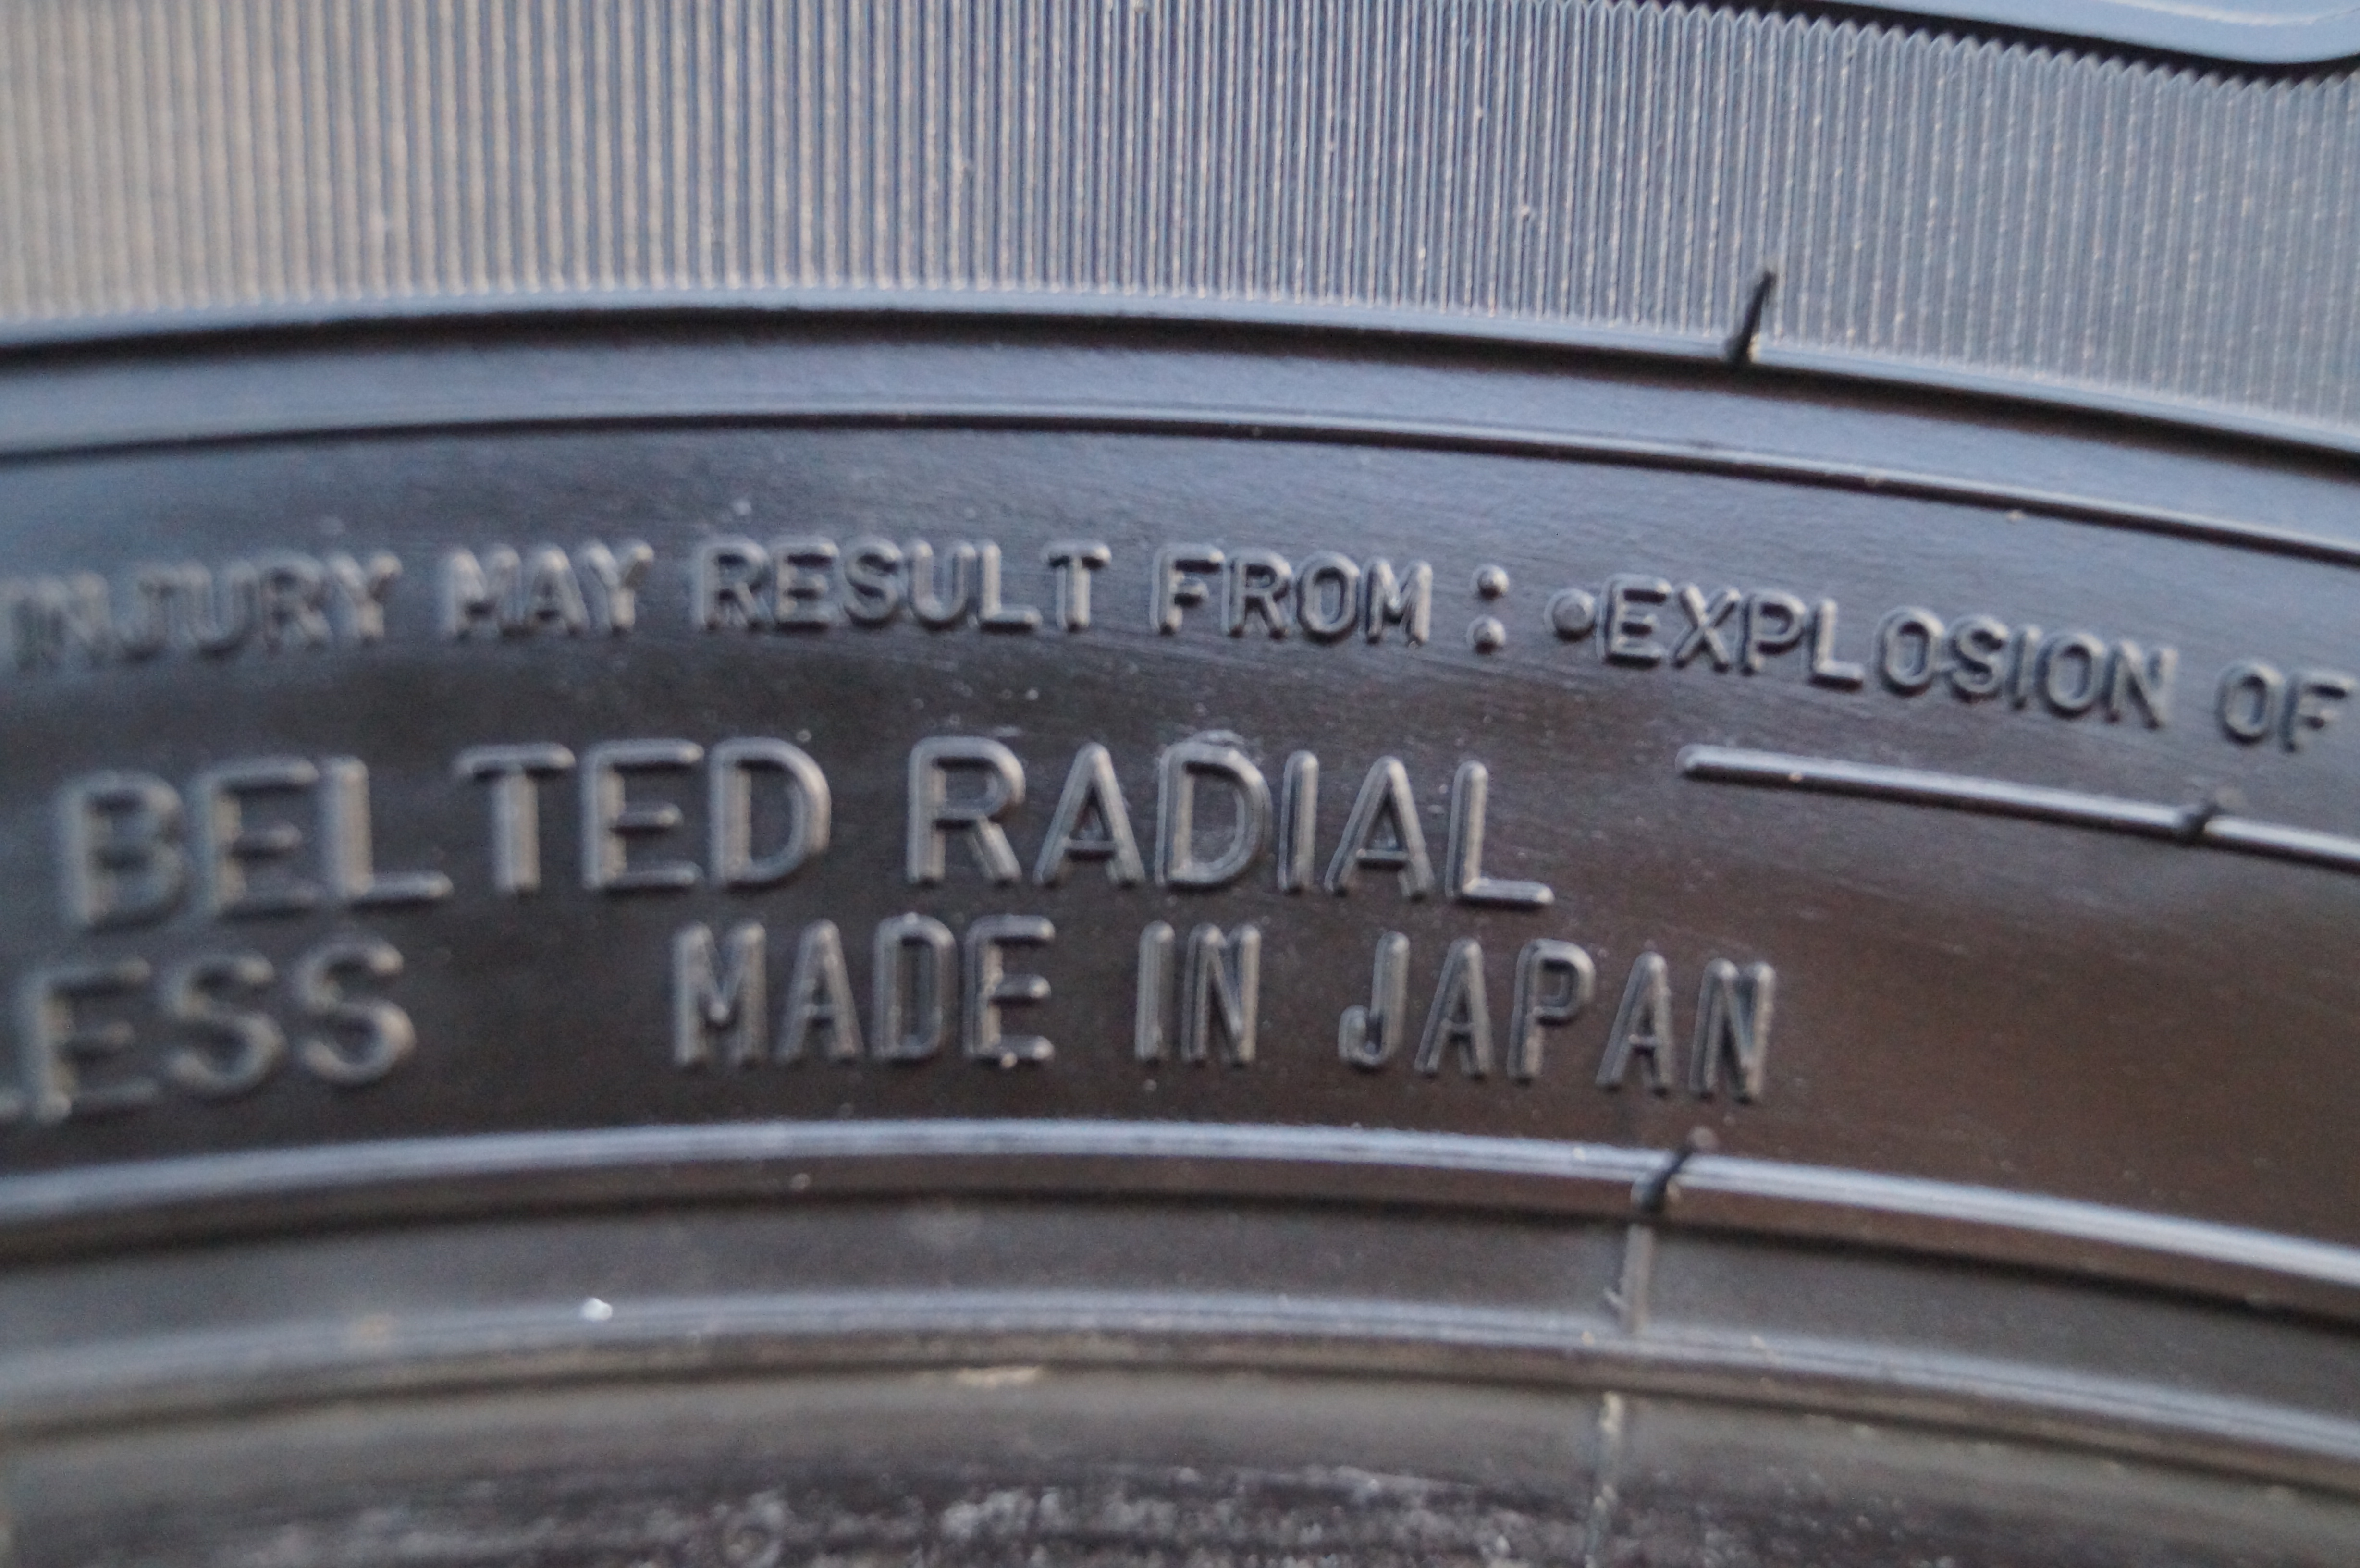 INJURY MAY RESULT FROM : •EXPLOSION OF
BELTED RADIAL
LESS MADE IN JAPAN